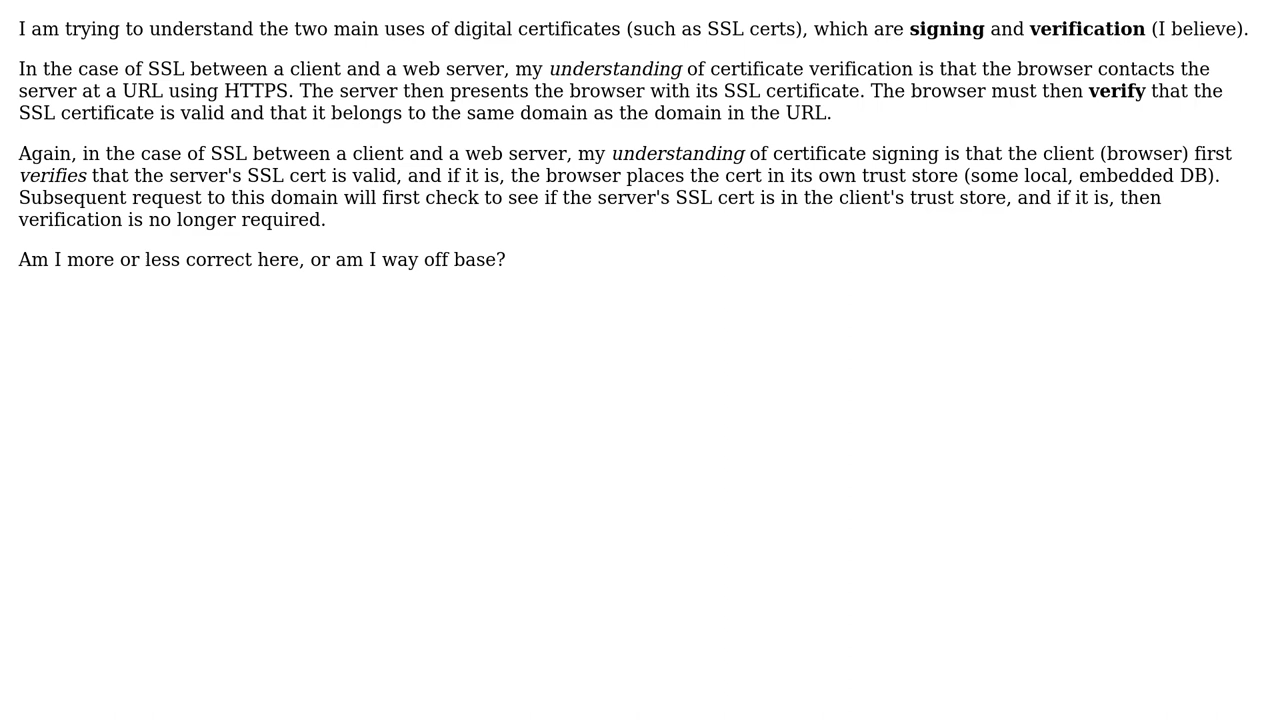 I am trying to understand the two main uses of digital certificates (such as SSL certs), which are signing and verification (I believe).
In the case of SSL between a client and a web server, my understanding of certificate verification is that the browser contacts the
server at a URL using HTTPS. The server then presents the browser with its SSL certificate. The browser must then verify that the
SSL certificate is valid and that it belongs to the same domain as the domain in the URL.
Again, in the case of SSL between a client and a web server, my understanding of certificate signing is that the client (browser) first
verifies that the server's SSL cert is valid, and if it is, the browser places the cert in its own trust store (some local, embedded DB).
Subsequent request to this domain will first check to see if the server's SSL cert is in the client's trust store, and if it is, then
verification is no longer required.
Am I more or less correct here, or am I way off base?